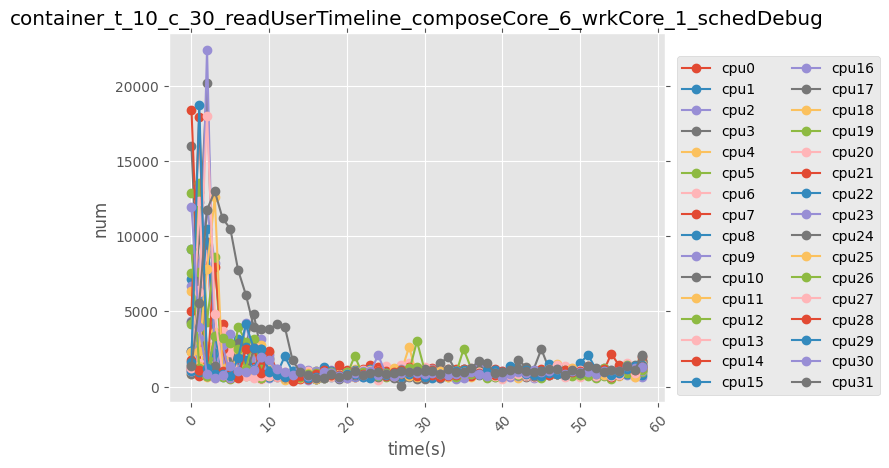 container_t_10_c_30_readUserTimeline_composeCore_6_wrkCore_1_schedDebug
num
20000
15000
10000
5000
0
0
10
20
30
40
50
60
time(s)
cpu0
cpu1
cpu2
cpu3
cpu4
cpu5
cpu6
cpu7
cpu8
cpu9
cpu10
cpu11
cpu12
cpu13
cpu14
cpu15
cpu16
cpu17
cpu18
cpu19
cpu20
cpu21
cpu22
cpu23
cpu24
cpu25
cpu26
cpu27
cpu28
cpu29
cpu30
cpu31